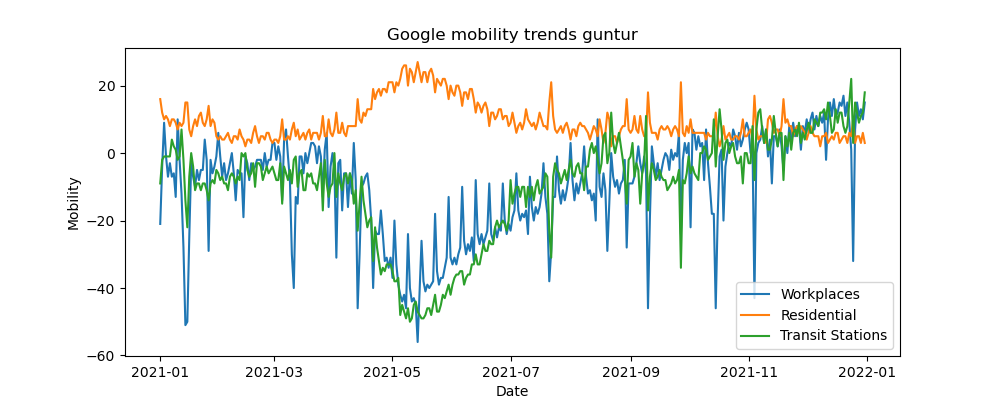 Google mobility trends guntur
Mobility
20
0
−20
−40
−60
2021-01
2021-03
2021-05
2021-07
2021-09
2021-11
2022-01
Date
Workplaces
Residential
Transit Stations